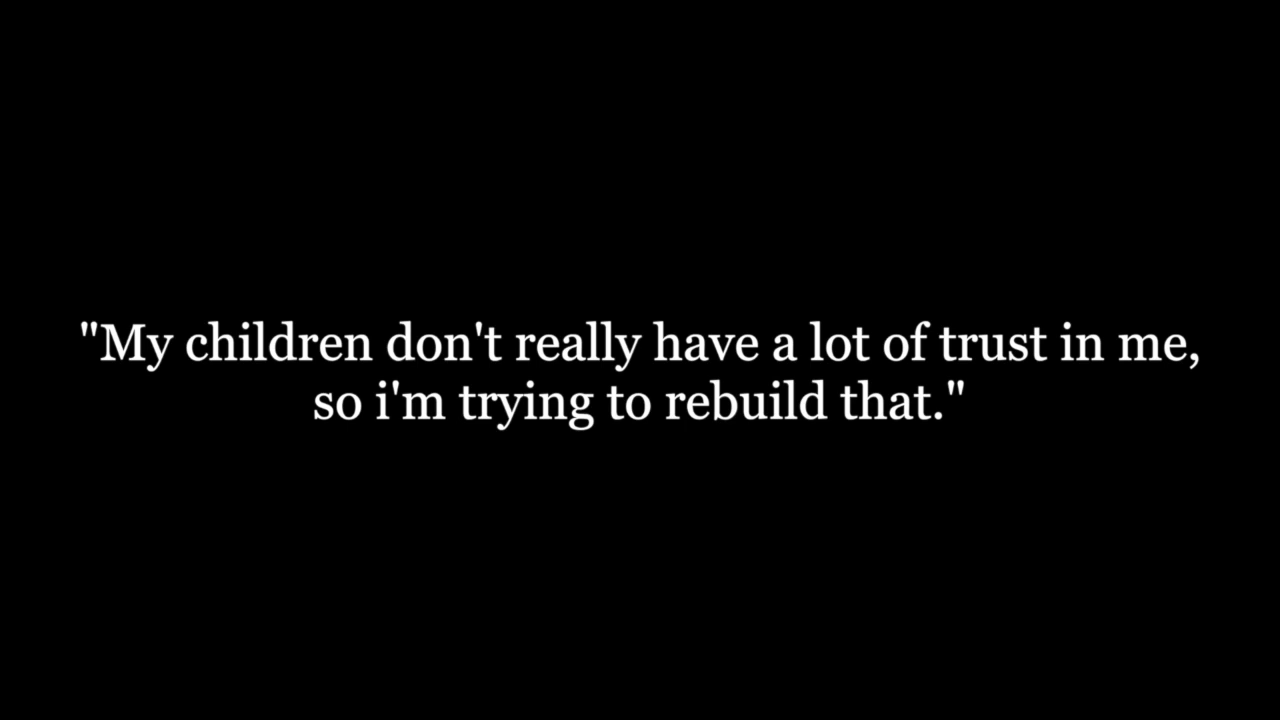 "My children don't really have a lot of trust in me,
so i'm trying to rebuild that."